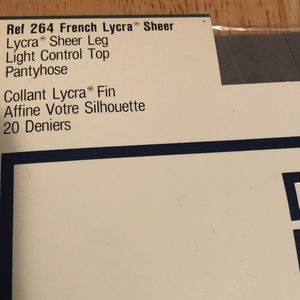 Ref 264 French Lycra® Sheer
Lycra® Sheer Leg
Light Control Top
Pantyhose
Collant Lycra® Fin
Affine Votre Silhouette
20 Deniers